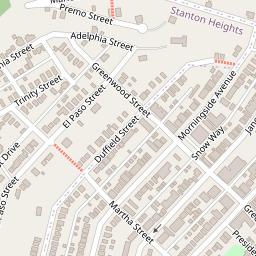 Premo Street
Stanton Heights
Adelphia Street
Greenwood Street
Trinity Street
El Paso Street
Morningside Avenue
Duffield Street
Snow Way
Martha Street